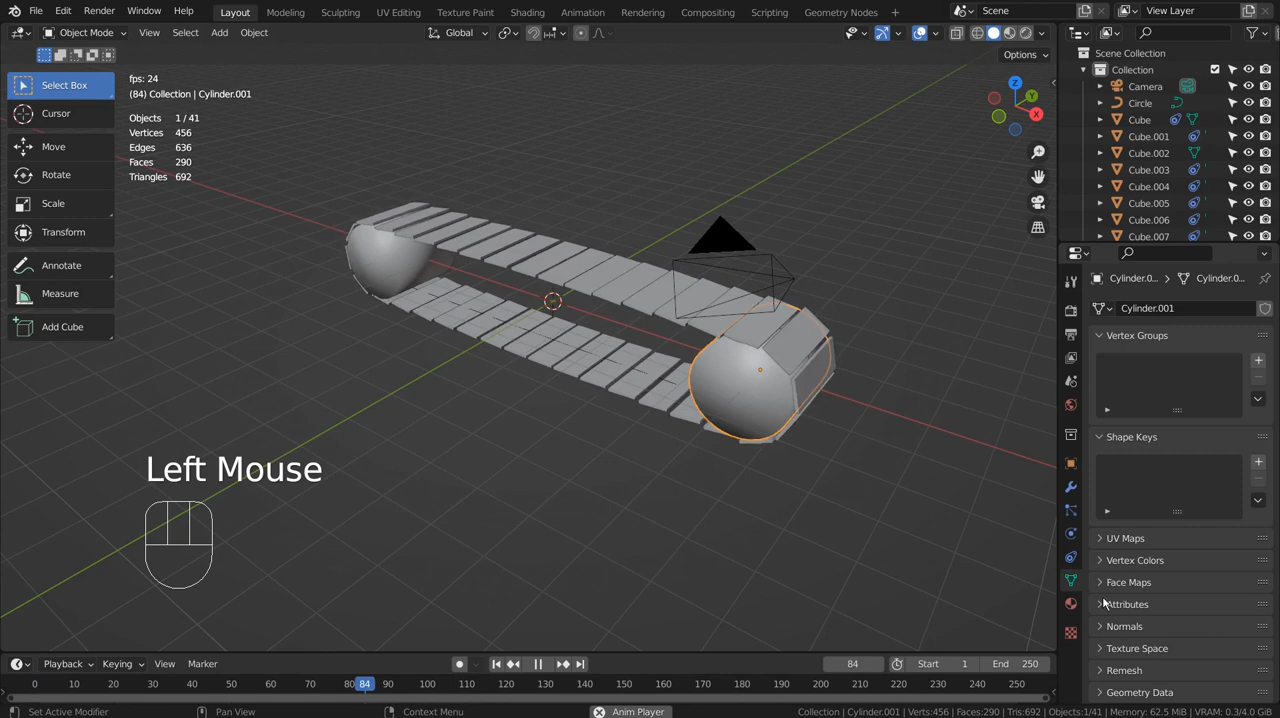 File Edit Render Window Help Layout Modeling Sculpting UV Editing Texture Paint Shading Animation Rendering Compositing Scripting Geometry Nodes + Scene View Layer
Object Mode View Select Add Object Global
Options
Select Box
Cursor
Move
Rotate
Scale
Transform
Annotate
Measure
Add Cube
fps: 24
(84) Collection | Cylinder.001
Objects 1 / 41
Vertices 456
Edges 636
Faces 290
Triangles 692
Z
Y
X
Left Mouse
Scene Collection
Collection
Camera
Circle
Cube
Cube.001
Cube.002
Cube.003
Cube.004
Cube.005
Cube.006
Cube.007
Cylinder.0... Cylinder.0...
Cylinder.001
Vertex Groups
Shape Keys
UV Maps
Vertex Colors
Face Maps
Attributes
Normals
Texture Space
Remesh
Geometry Data
Playback Keying View Marker 84 Start 1 End 250
0 10 20 30 40 50 60 70 80 84 90 100 110 120 130 140 150 160 170 180 190 200 210 220 230 240 250
Set Active Modifier Pan View Context Menu Anim Player Collection | Cylinder.001 | Verts:456 | Faces:290 | Tris:692 | Objects:1/41 | Memory: 62.5 MiB | VRAM: 0.3/4.0 GiB